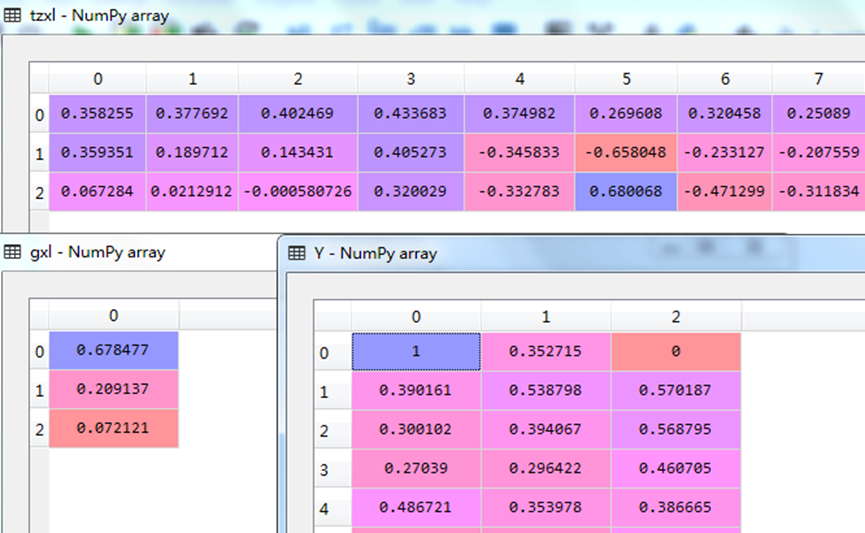 tzxl - NumPy array
0 1 2 3 4 5 6 7
0 0.358255 0.377692 0.402469 0.433683 0.374982 0.269608 0.320458 0.25089
1 0.359351 0.189712 0.143431 0.405273 -0.345833 -0.658048 -0.233127 -0.207559
2 0.067284 0.0212912 -0.000580726 0.320029 -0.332783 0.680068 -0.471299 -0.311834
gxl - NumPy array
0
0 0.678477
1 0.209137
2 0.072121
Y - NumPy array
0 1 2
0 1 0.352715 0
1 0.390161 0.538798 0.570187
2 0.300102 0.394067 0.568795
3 0.27039 0.296422 0.460705
4 0.486721 0.353978 0.386665